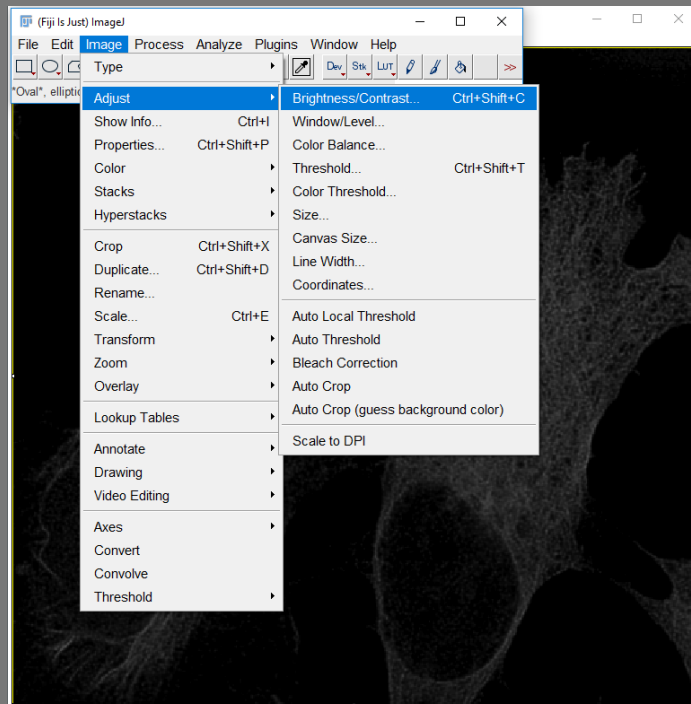 (Fiji Is Just) ImageJ
File Edit Image Process Analyze Plugins Window Help
Dev Stk LUT >>
*Oval*, elliptic
Type
Adjust
Show Info... Ctrl+I
Properties... Ctrl+Shift+P
Color
Stacks
Hyperstacks
Crop Ctrl+Shift+X
Duplicate... Ctrl+Shift+D
Rename...
Scale... Ctrl+E
Transform
Zoom
Overlay
Lookup Tables
Annotate
Drawing
Video Editing
Axes
Convert
Convolve
Threshold
Brightness/Contrast... Ctrl+Shift+C
Window/Level...
Color Balance...
Threshold... Ctrl+Shift+T
Color Threshold...
Size...
Canvas Size...
Line Width...
Coordinates...
Auto Local Threshold
Auto Threshold
Bleach Correction
Auto Crop
Auto Crop (guess background color)
Scale to DPI